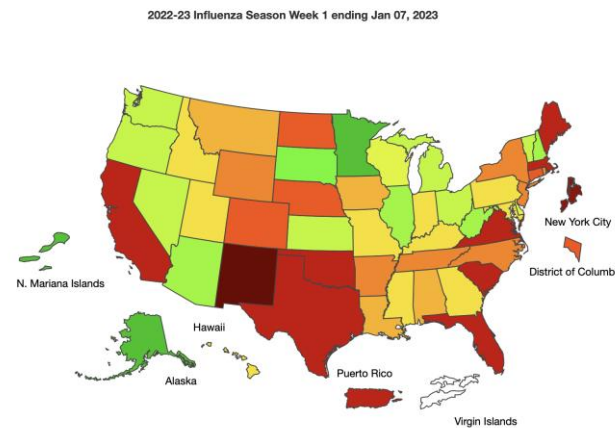 2022-23 Influenza Season Week 1 ending Jan 07, 2023
New York City
District of Columb
N. Mariana Islands
Hawaii
Alaska
Puerto Rico
Virgin Islands